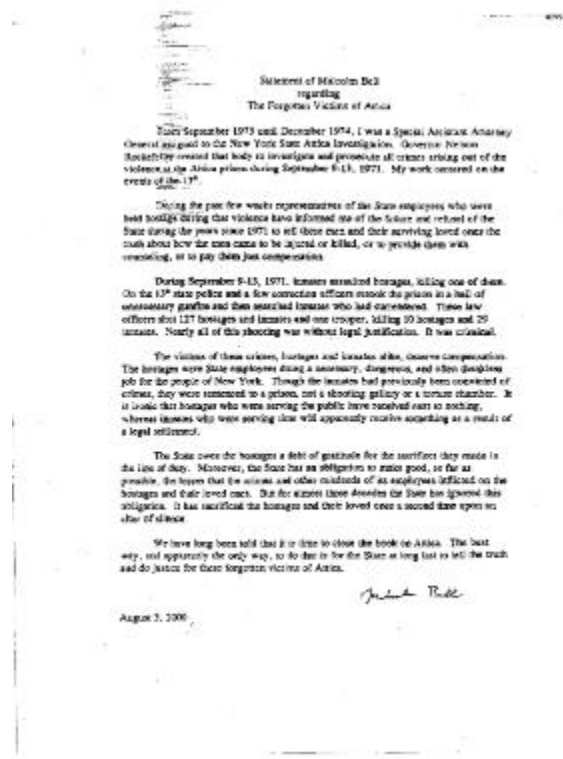 Statement of Malcolm Bell
regarding
The Forgotten Victims of Attica
From September 1973 until December 1974, I was a Special Assistant Attorney
General assigned to the New York State Attica Investigation. Governor Nelson
Rockefeller created that body to investigate and prosecute all crimes arising out of the
violence at the Attica prison during September 9-13, 1971. My work centered on the
events of the 13th.
During the past few weeks representatives of the State employees who were
held hostage during that violence have informed me of the failure and refusal of the
State during the years since 1971 to tell these men and their surviving loved ones the
truth about how the men came to be injured or killed, or to provide them with
counseling, or to pay them just compensation.
During September 9-13, 1971, inmates assaulted hostages, killing one of them.
On the 13th state police and a few correction officers retook the prison in a hail of
unnecessary gunfire and then assaulted inmates who had surrendered. These law
officers shot 127 hostages and inmates and one trooper, killing 10 hostages and 29
inmates. Nearly all of this shooting was without legal justification. It was criminal.
The victims of these crimes, hostages and inmates alike, deserve compensation.
The hostages were State employees doing a necessary, dangerous, and often thankless
job for the people of New York. Though the inmates had previously been convicted of
crimes, they were sentenced to a prison, not a shooting gallery or a torture chamber. It
is ironic that hostages who were serving the public have received next to nothing,
whereas inmates who were serving time will apparently receive something as a result of
a legal settlement.
The State owes the hostages a debt of gratitude for the sacrifices they made in
the line of duty. Moreover, the State has an obligation to make good, so far as
possible, the losses that the crimes and other misdeeds of its employees inflicted on the
hostages and their loved ones. But for almost three decades the State has ignored this
obligation. It has sacrificed the hostages and their loved ones a second time upon an
altar of silence.
We have long been told that it is time to close the book on Attica. The best
way, and apparently the only way, to do that is for the State at long last to tell the truth
and do justice for these forgotten victims of Attica.
August 3, 2000